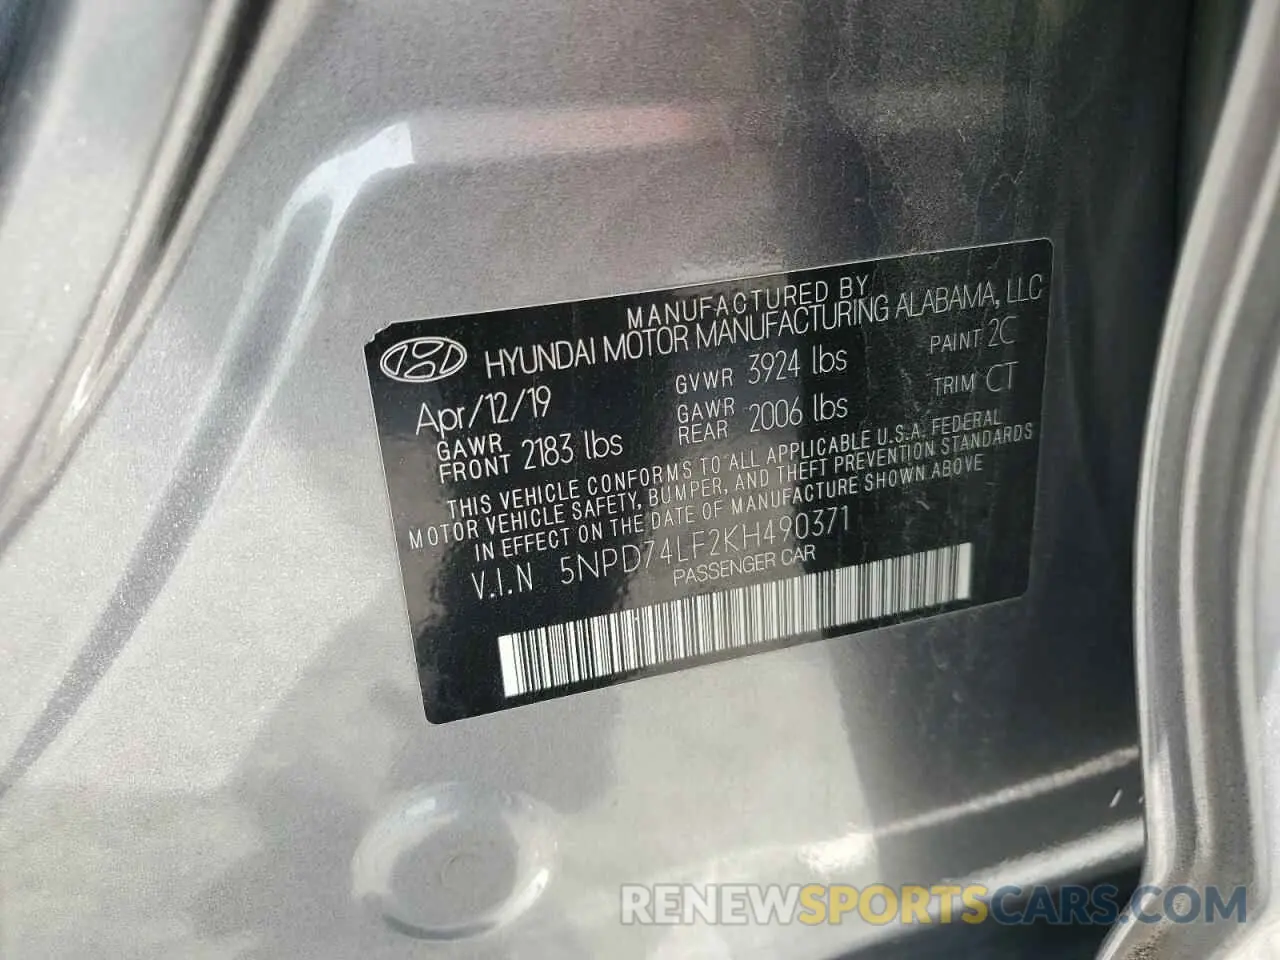 MANUFACTURED BY
HYUNDAI MOTOR MANUFACTURING ALABAMA, LLC
Apr/12/19 GVWR 3924 lbs PAINT 2C
GAWR FRONT 2183 lbs GAWR REAR 2006 lbs TRIM CT
THIS VEHICLE CONFORMS TO ALL APPLICABLE U.S.A. FEDERAL
MOTOR VEHICLE SAFETY, BUMPER, AND THEFT PREVENTION STANDARDS
IN EFFECT ON THE DATE OF MANUFACTURE SHOWN ABOVE
V.I.N 5NPD74LF2KH490371
PASSENGER CAR
RENEWSPORTSCARS.COM